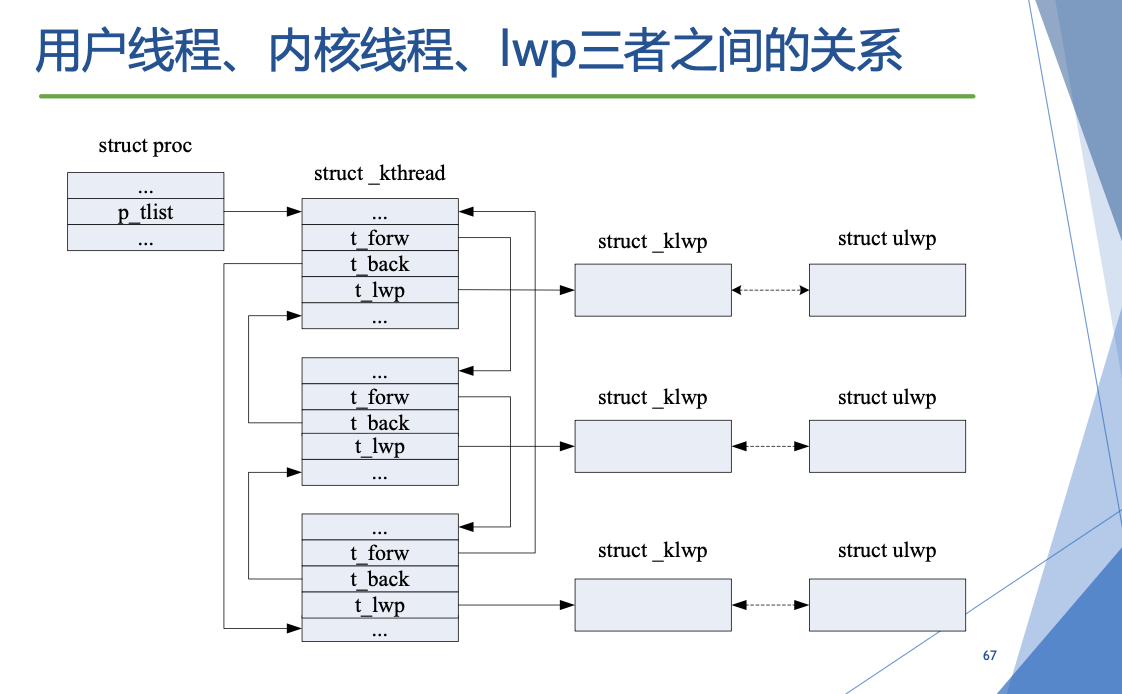 用户线程、内核线程、lwp三者之间的关系
struct proc
...
p_tlist
...
struct _kthread
...
t_forw
t_back
t_lwp
...
struct _klwp
struct ulwp
...
t_forw
t_back
t_lwp
...
struct _klwp
struct ulwp
...
t_forw
t_back
t_lwp
...
struct _klwp
struct ulwp
67